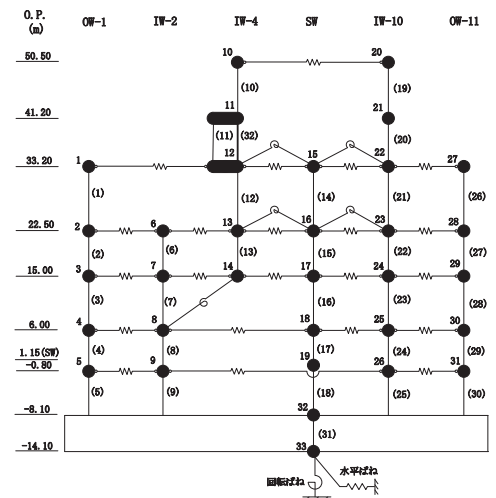 O.P.
(m)
OW-1 IW-2 IW-4 SW IW-10 OW-11
50.50 10 20
(10) (19)
41.20 11 21
(11) (32) (20)
33.20 1 12 15 22 27
(1) (12) (14) (21) (26)
22.50 2 6 13 16 23 28
(2) (6) (13) (15) (22) (27)
15.00 3 7 14 17 24 29
(3) (7) (16) (23) (28)
6.00 4 8 18 25 30
(4) (8) (17) (24) (29)
1.15(SW) 19
-0.80 5 9 26 31
(5) (9) (18) (25) (30)
-8.10 32
(31)
-14.10 33
回転ばね 水平ばね